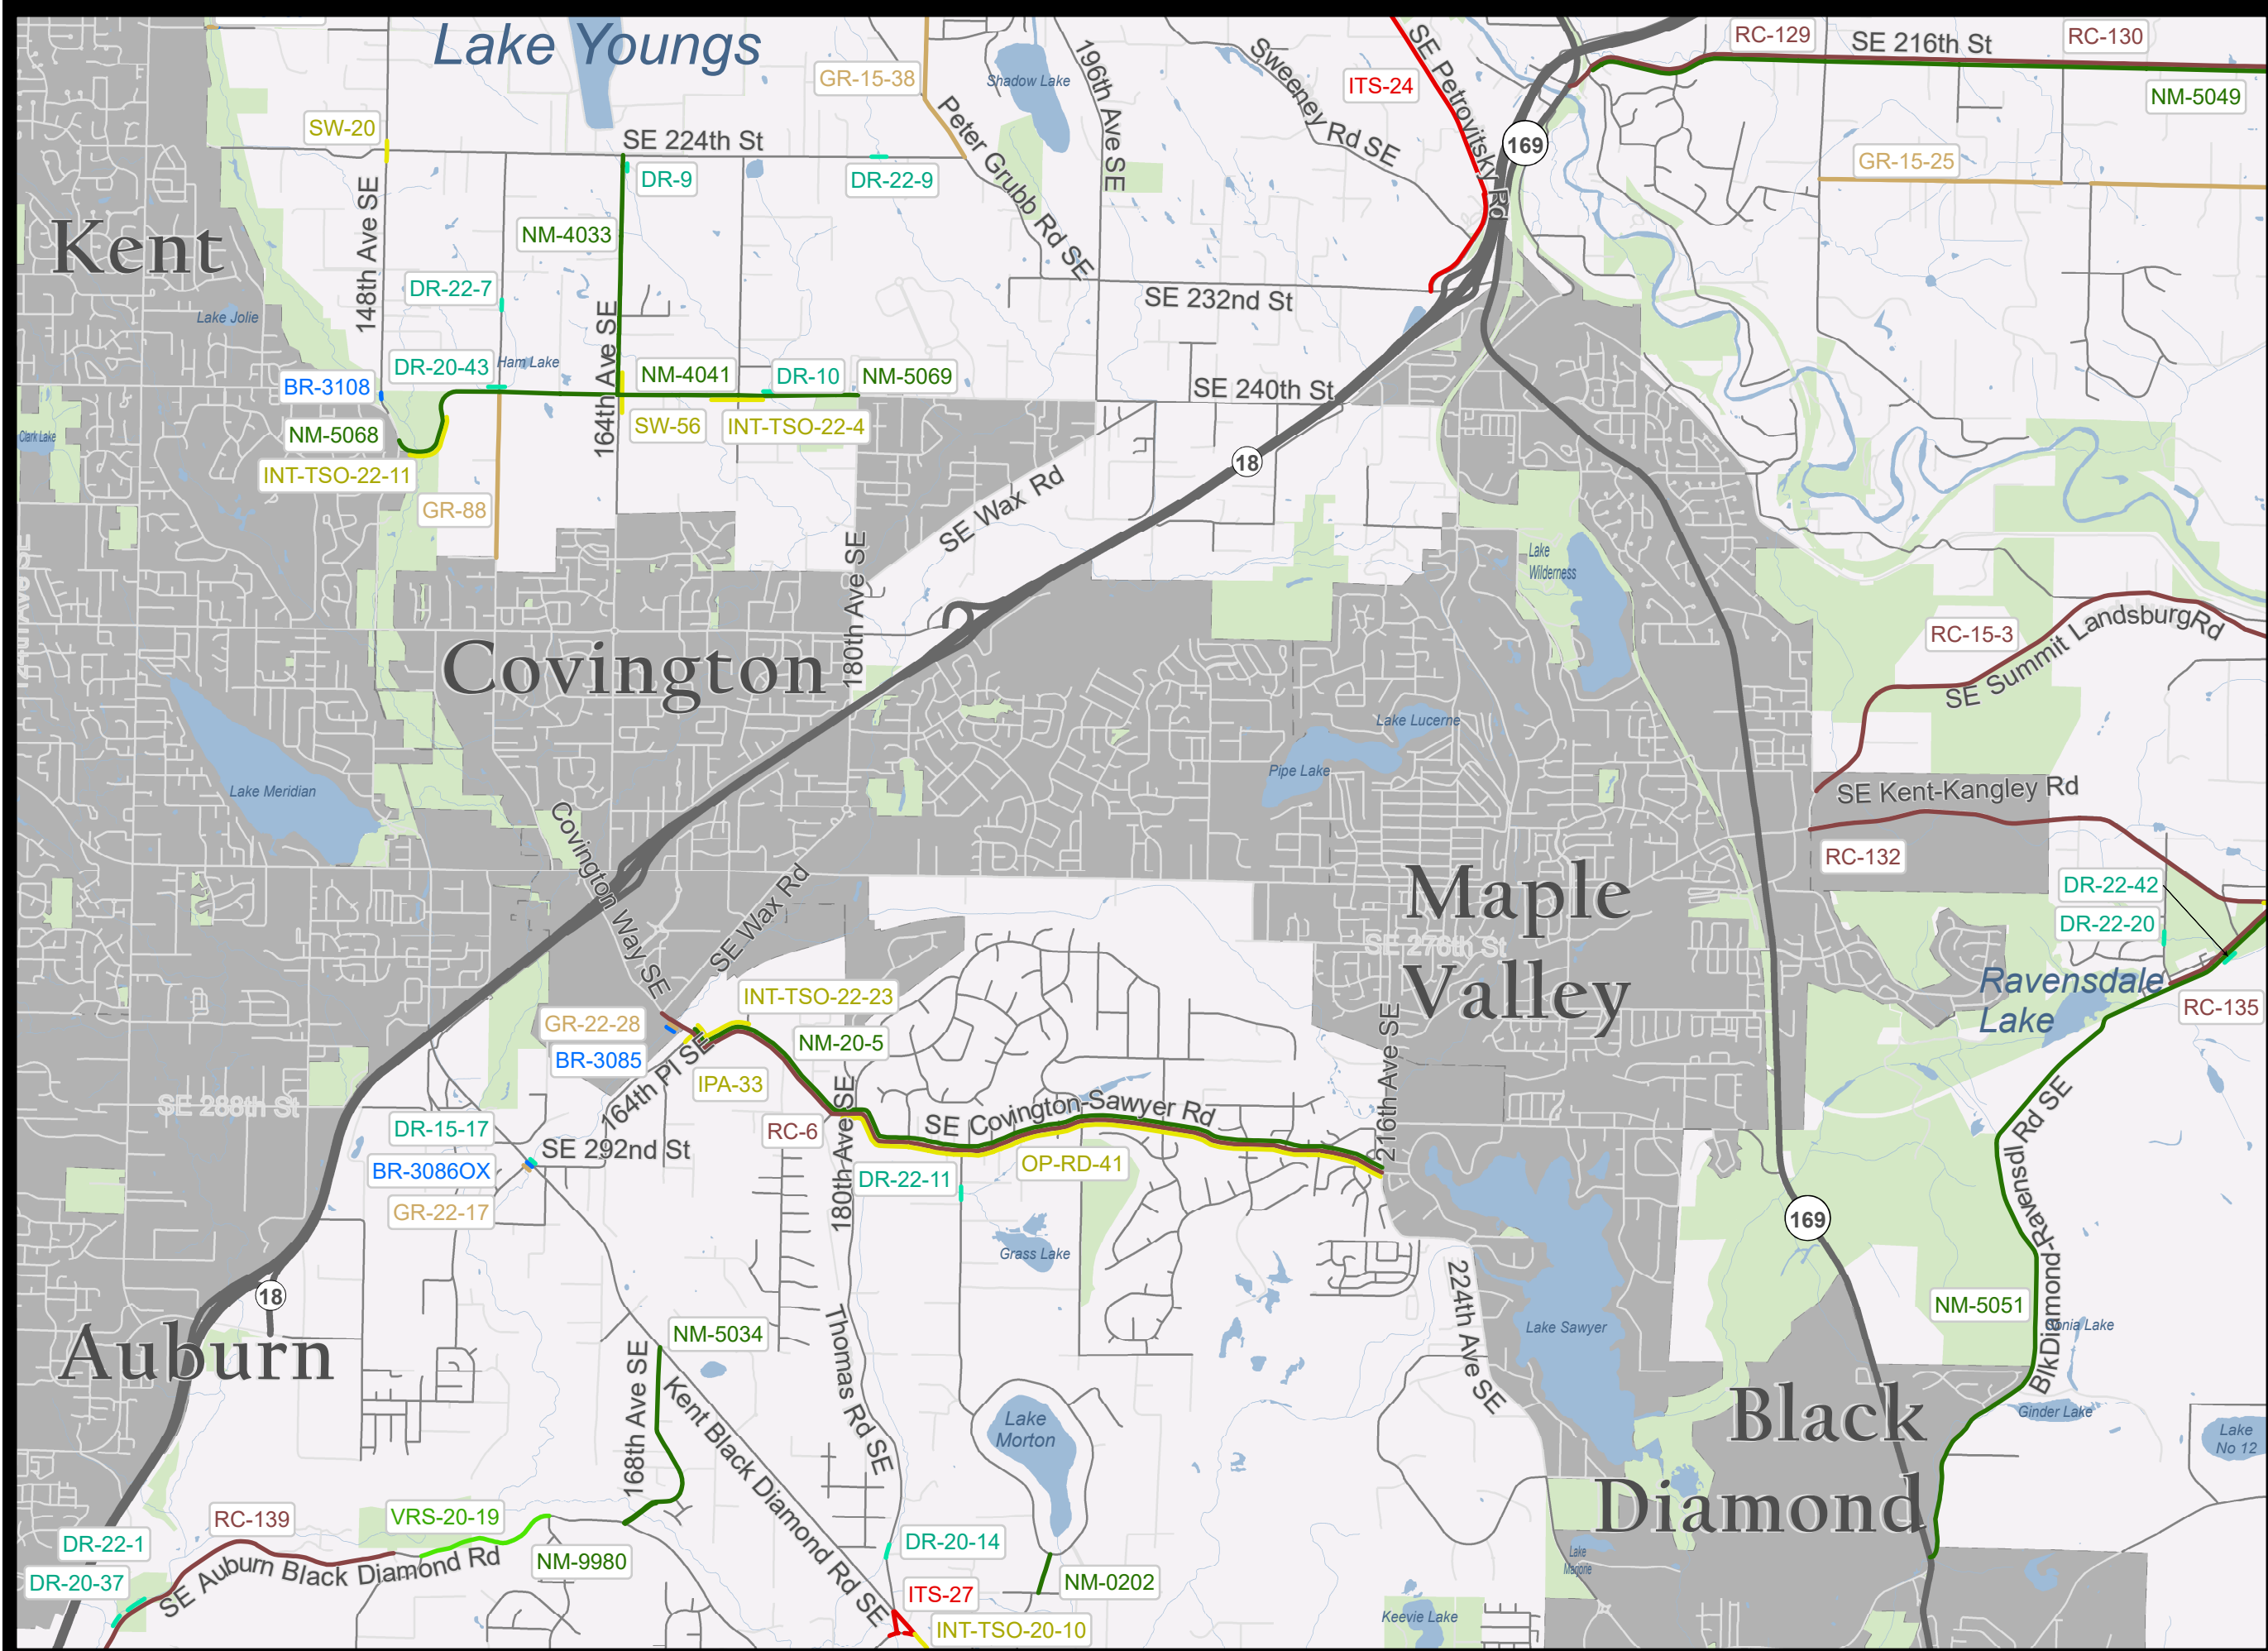 Lake Youngs
RC-129
SE 216th St
RC-130
GR-15-38
Shadow Lake
196th Ave SE
Sweeney Rd SE
ITS-24
SE Petrovitsky Rd
NM-5049
SW-20
SE 224th St
Peter Grubb Rd SE
169
GR-15-25
DR-9
DR-22-9
148th Ave SE
Kent
NM-4033
DR-22-7
SE 232nd St
Lake Jolie
164th Ave SE
DR-20-43
Ham Lake
BR-3108
NM-4041
DR-10
NM-5069
SE 240th St
Clark Lake
NM-5068
SW-56
INT-TSO-22-4
INT-TSO-22-11
18
GR-88
SE Wax Rd
180th Ave SE
Lake
Wilderness
Covington
RC-15-3
SE Summit LandsburgRd
Lake Lucerne
Pipe Lake
Lake Meridian
SE Kent-Kangley Rd
RC-132
Covington Way SE
SE Wax Rd
Maple
Valley
SE 276th St
DR-22-42
DR-22-20
Ravensdale
Lake
RC-135
INT-TSO-22-23
GR-22-28
BR-3085
NM-20-5
IPA-33
164th Pl SE
180th Ave SE
216th Ave SE
SE 288th St
SE Covington-Sawyer Rd
RC-6
DR-15-17
SE 292nd St
BR-3086OX
GR-22-17
DR-22-11
OP-RD-41
BlkDiamond-Ravensdl Rd SE
169
Grass Lake
18
NM-5051
Sonia Lake
Lake Sawyer
224th Ave SE
Auburn
NM-5034
Thomas Rd SE
168th Ave SE
Kent Black Diamond Rd SE
Black
Diamond
Ginder Lake
Lake
No 12
Lake
Morton
RC-139
VRS-20-19
DR-22-1
DR-20-37
SE Auburn Black Diamond Rd
NM-9980
DR-20-14
NM-0202
Lake
Marjorie
ITS-27
INT-TSO-20-10
Keevie Lake